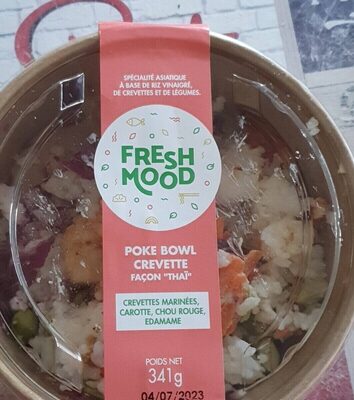 SPÉCIALITÉ ASIATIQUE
À BASE DE RIZ VINAIGRÉ,
DE CREVETTES ET DE LÉGUMES.
FRESH
MOOD
POKE BOWL
CREVETTE
FAÇON "THAÏ"
CREVETTES MARINÉES,
CAROTTE, CHOU ROUGE,
EDAMAME
POIDS NET
341g
04/07/2023